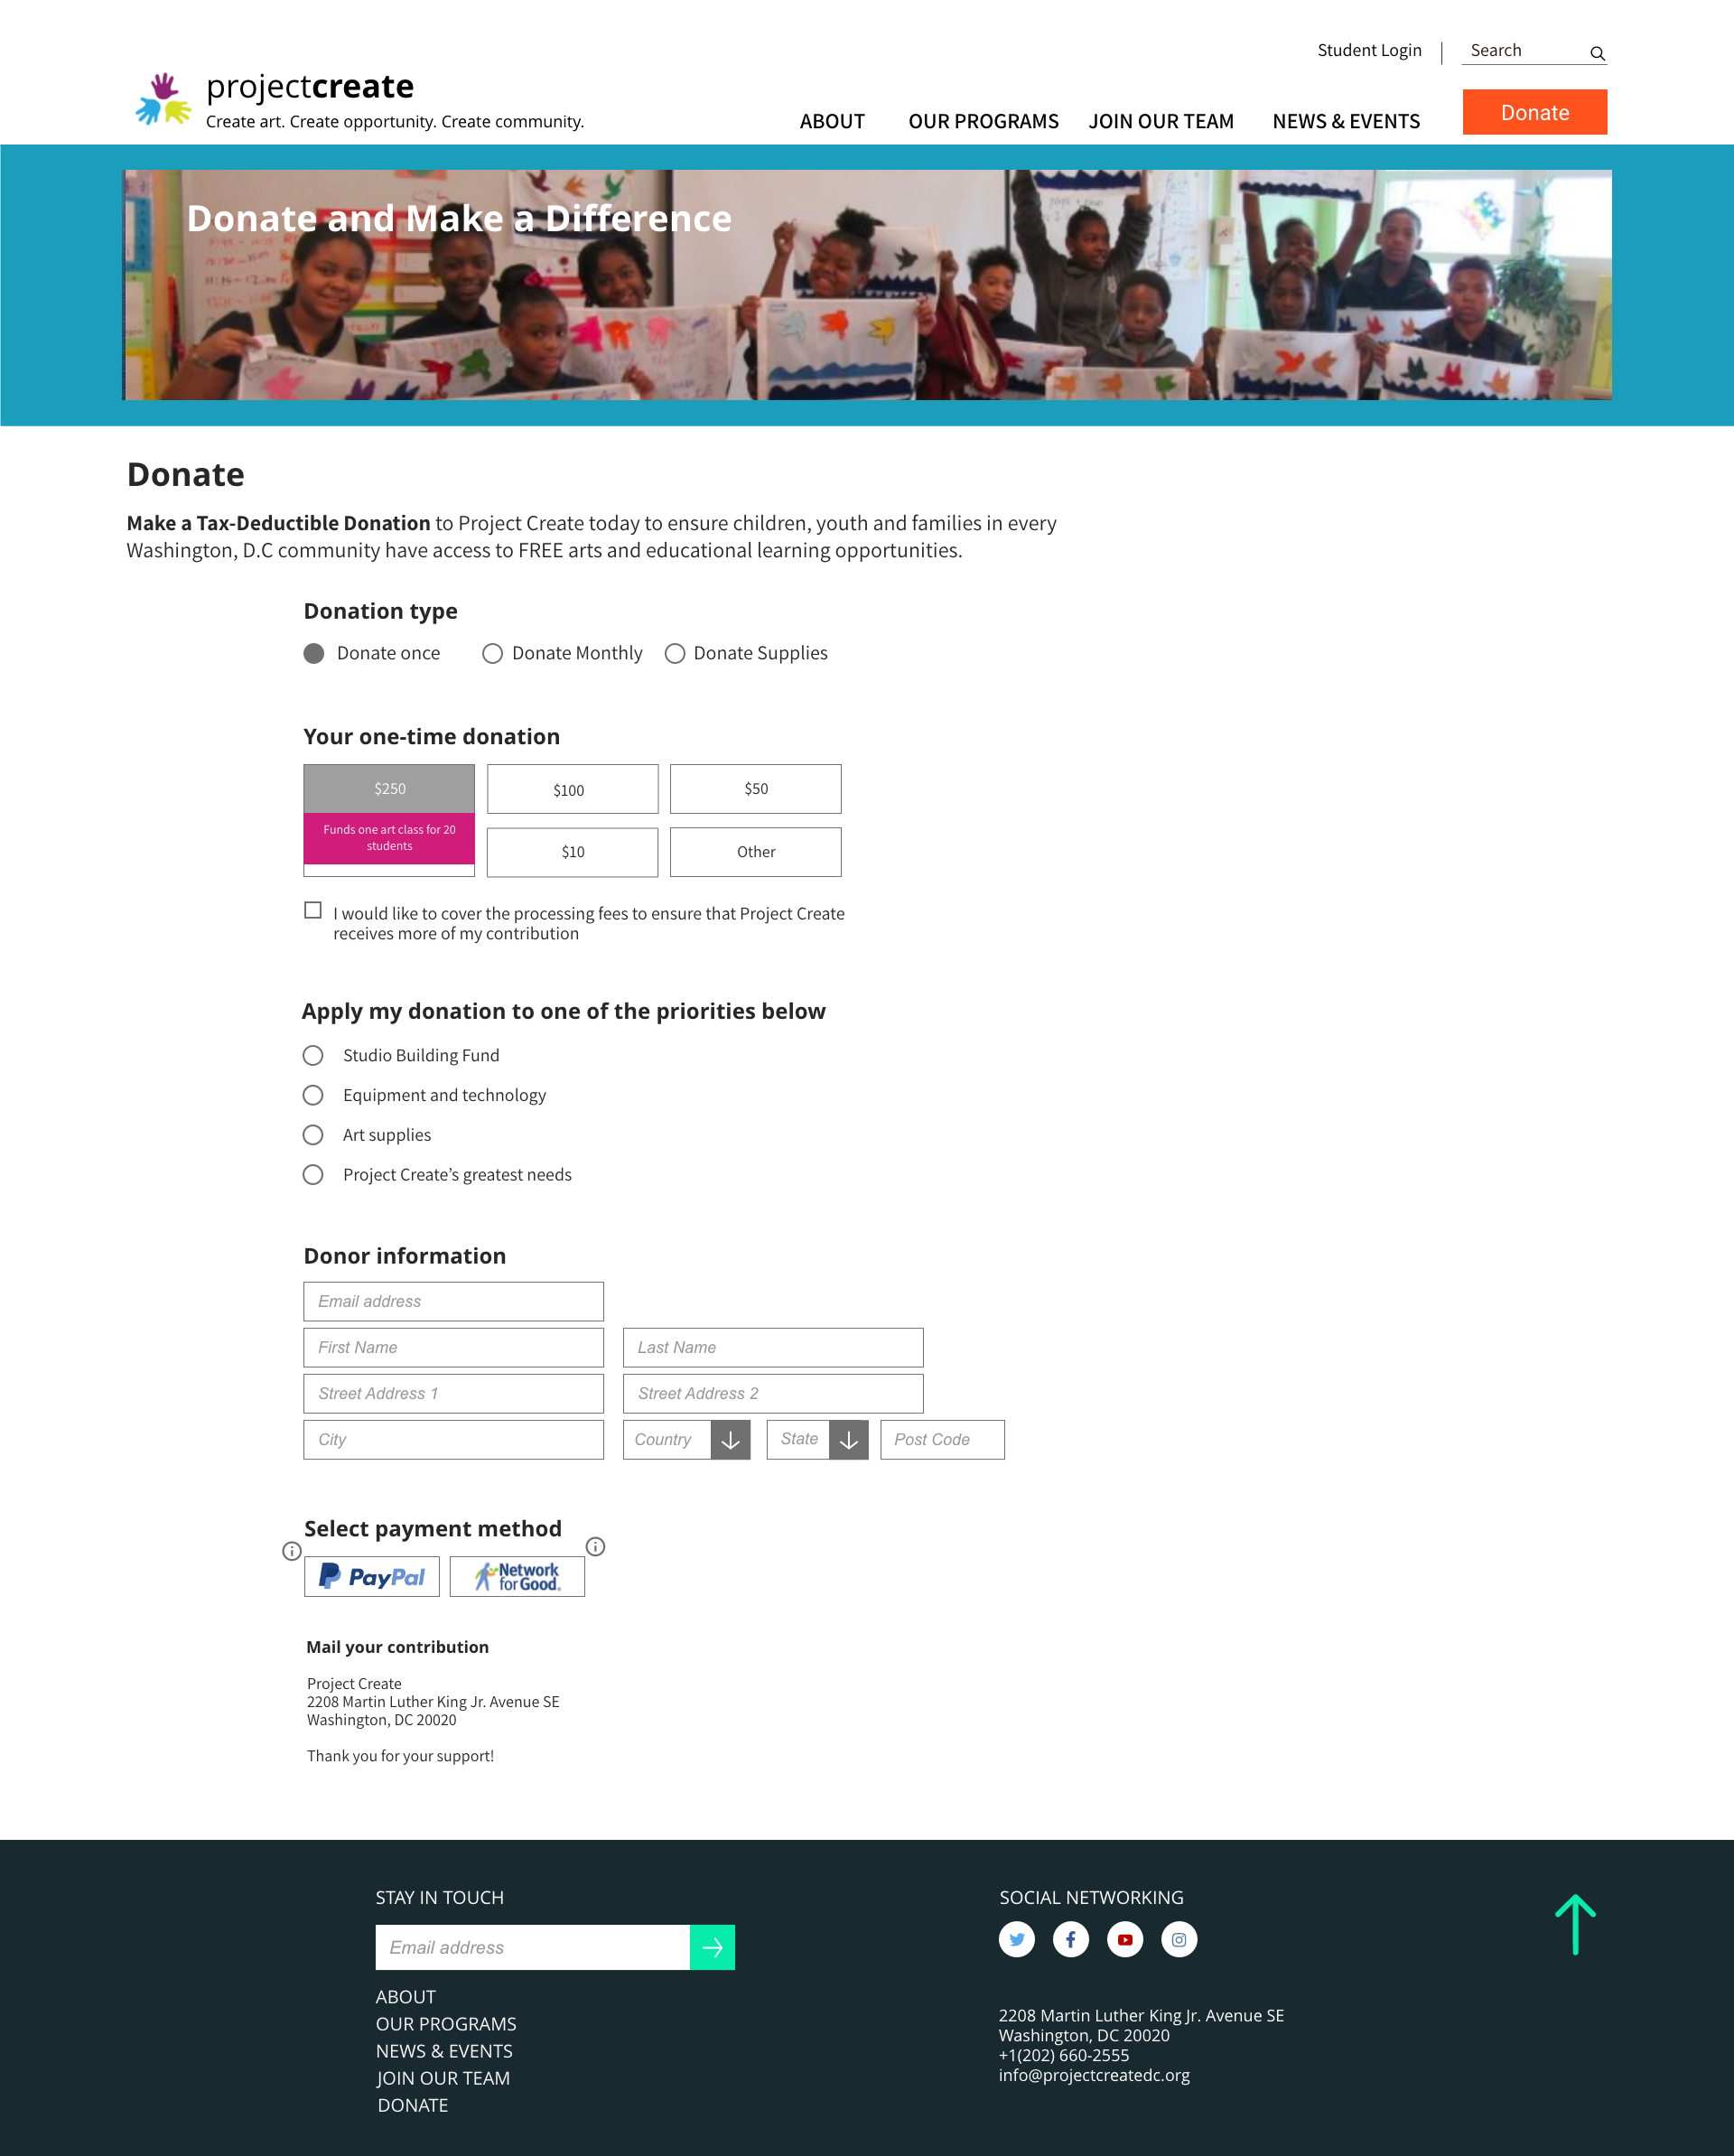 Student Login
Search
projectcreate
Create art. Create opportunity. Create community.
ABOUT
OUR PROGRAMS
JOIN OUR TEAM
NEWS & EVENTS
Donate
Donate and Make a Difference
Donate
Make a Tax-Deductible Donation to Project Create today to ensure children, youth and families in every
Washington, D.C community have access to FREE arts and educational learning opportunities.
Donation type
Donate once
Donate Monthly
Donate Supplies
Your one-time donation
$250
$100
$50
Funds one art class for 20
students
$10
Other
I would like to cover the processing fees to ensure that Project Create
receives more of my contribution
Apply my donation to one of the priorities below
Studio Building Fund
Equipment and technology
Art supplies
Project Create’s greatest needs
Donor information
Email address
First Name
Last Name
Street Address 1
Street Address 2
City
Country
State
Post Code
Select payment method
PayPal
Network
for Good.
Mail your contribution
Project Create
2208 Martin Luther King Jr. Avenue SE
Washington, DC 20020
Thank you for your support!
STAY IN TOUCH
Email address
ABOUT
OUR PROGRAMS
NEWS & EVENTS
JOIN OUR TEAM
DONATE
SOCIAL NETWORKING
2208 Martin Luther King Jr. Avenue SE
Washington, DC 20020
+1(202) 660-2555
info@projectcreatedc.org